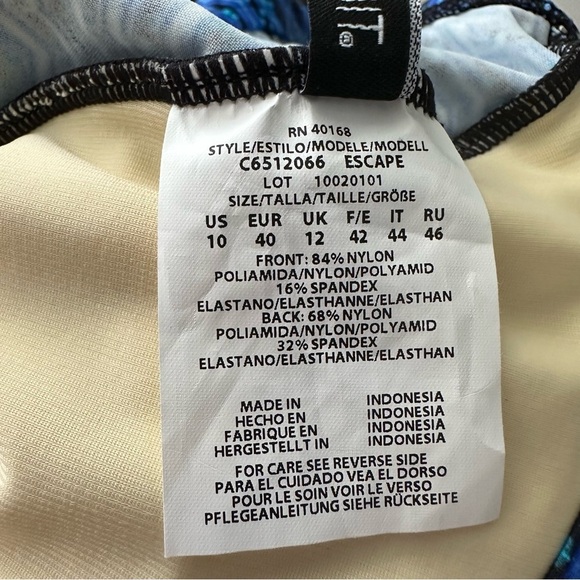 IT.®
RN 40168
STYLE/ESTILO/MODELE/MODELL
C6512066 ESCAPE
LOT 10020101
SIZE/TALLA/TAILLE/GRÖßE
US EUR UK F/E IT RU
10 40 12 42 44 46
FRONT: 84% NYLON
POLIAMIDA/NYLON/POLYAMID
16% SPANDEX
ELASTANO/ELASTHANNE/ELASTHAN
BACK: 68% NYLON
POLIAMIDA/NYLON/POLYAMID
32% SPANDEX
ELASTANO/ELASTHANNE/ELASTHAN
MADE IN INDONESIA
HECHO EN INDONESIA
FABRIQUE EN INDONESIA
HERGESTELLT IN INDONESIA
FOR CARE SEE REVERSE SIDE
PARA EL CUIDADO VEA EL DORSO
POUR LE SOIN VOIR LE VERSO
PFLEGEANLEITUNG SIEHE RÜCKSEITE